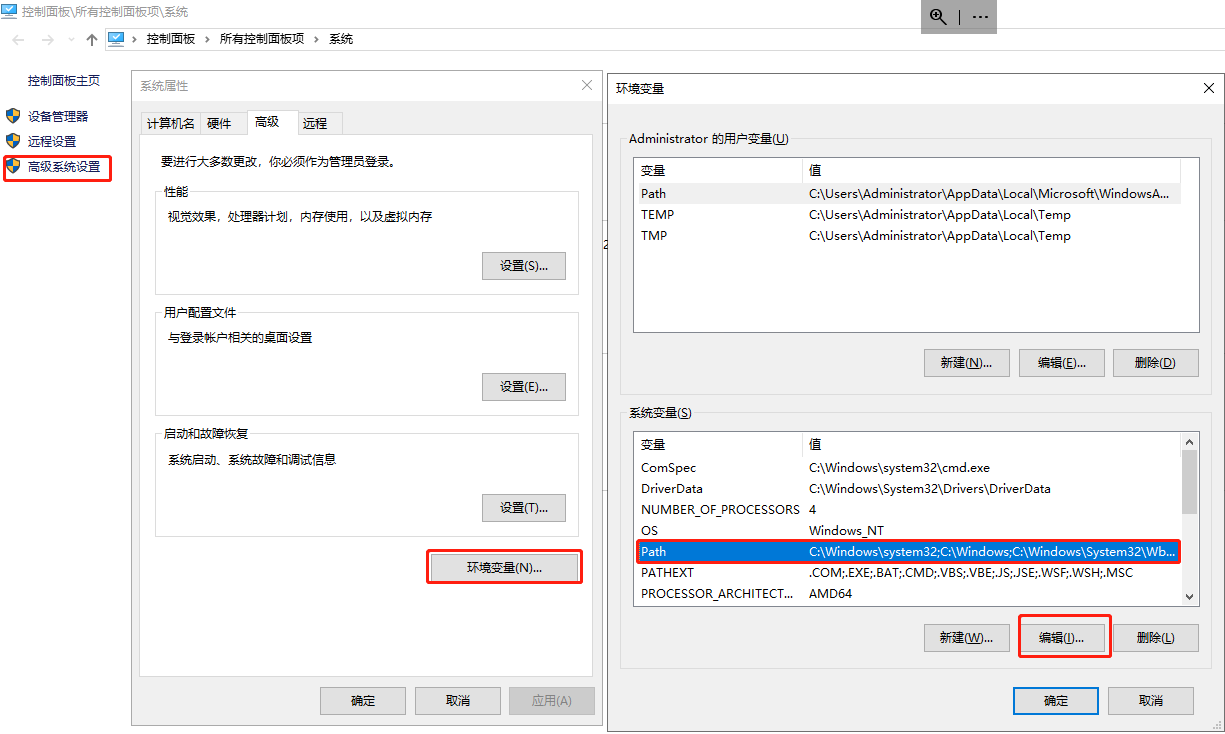 控制面板\所有控制面板项\系统
控制面板 › 所有控制面板项 › 系统
控制面板主页
设备管理器
远程设置
高级系统设置
系统属性
计算机名 硬件 高级 远程
要进行大多数更改，你必须作为管理员登录。
性能
视觉效果，处理器计划，内存使用，以及虚拟内存
设置(S)...
用户配置文件
与登录帐户相关的桌面设置
设置(E)...
启动和故障恢复
系统启动、系统故障和调试信息
设置(T)...
环境变量(N)...
确定 取消 应用(A)
2
环境变量
Administrator 的用户变量(U)
变量 值
Path C:\Users\Administrator\AppData\Local\Microsoft\WindowsA...
TEMP C:\Users\Administrator\AppData\Local\Temp
TMP C:\Users\Administrator\AppData\Local\Temp
新建(N)... 编辑(E)... 删除(D)
系统变量(S)
变量 值
ComSpec C:\Windows\system32\cmd.exe
DriverData C:\Windows\System32\Drivers\DriverData
NUMBER_OF_PROCESSORS 4
OS Windows_NT
Path C:\Windows\system32;C:\Windows;C:\Windows\System32\Wb...
PATHEXT .COM;.EXE;.BAT;.CMD;.VBS;.VBE;.JS;.JSE;.WSF;.WSH;.MSC
PROCESSOR_ARCHITECT... AMD64
新建(W)... 编辑(I)... 删除(L)
确定 取消